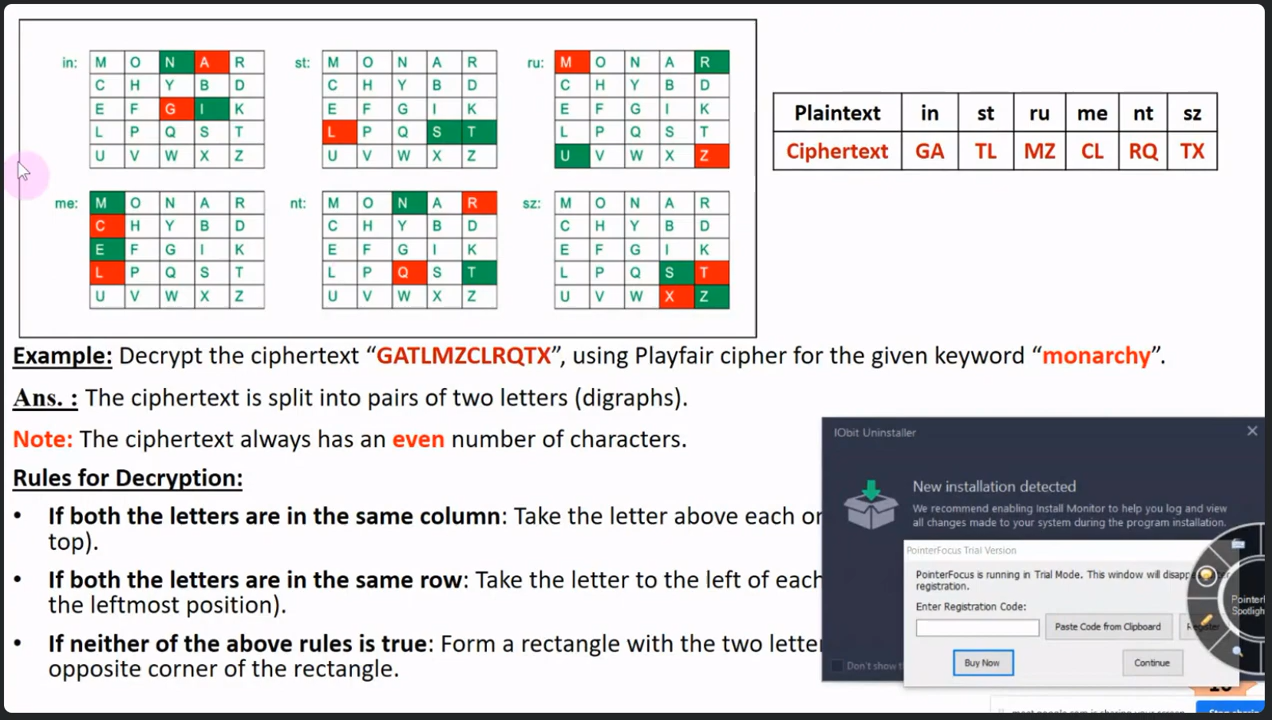 in: M O N A R st: M O N A R ru: M O N A R
C H Y B D C H Y B D C H Y B D
E F G I K E F G I K E F G I K
L P Q S T L P Q S T L P Q S T
U V W X Z U V W X Z U V W X Z
me: M O N A R nt: M O N A R sz: M O N A R
C H Y B D C H Y B D C H Y B D
E F G I K E F G I K E F G I K
L P Q S T L P Q S T L P Q S T
U V W X Z U V W X Z U V W X Z
Plaintext in st ru me nt sz
Ciphertext GA TL MZ CL RQ TX
Example: Decrypt the ciphertext “GATLMZCLRQTX”, using Playfair cipher for the given keyword “monarchy”.
Ans. : The ciphertext is split into pairs of two letters (digraphs).
Note: The ciphertext always has an even number of characters.
Rules for Decryption:
• If both the letters are in the same column: Take the letter above each
top).
• If both the letters are in the same row: Take the letter to the left of each
the leftmost position).
• If neither of the above rules is true: Form a rectangle with the two
opposite corner of the rectangle.
IObit Uninstaller
New installation detected
We recommend enabling Install Monitor to help you log and view
all changes made to your system during the program installation.
PointerFocus Trial Version
PointerFocus is running in Trial Mode. This window will
registration.
Enter Registration Code:
Paste Code from Clipboard
Buy Now Continue
Don't show
Spotligh